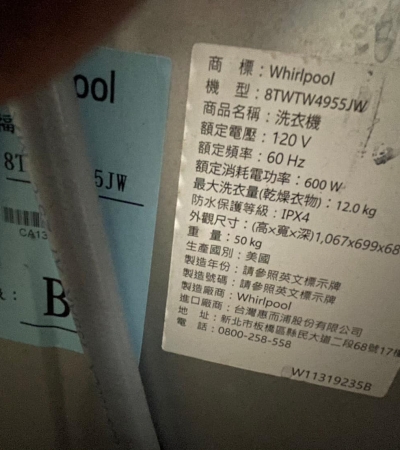 pool
福
8T
5JW
CA13
B
商 標：Whirlpool
機 型：8TWTW4955JW
商品名稱：洗衣機
額定電壓：120 V
額定頻率：60 Hz
額定消耗電功率：600 W
最大洗衣量(乾燥衣物)：12.0 kg
防水保護等級：IPX4
外觀尺寸：(高×寬×深)1,067x699x68
重 量：50 kg
生產國別：美國
製造年份：請參照英文標示牌
製造號碼：請參照英文標示牌
製造廠商：Whirlpool
進口廠商：台灣惠而浦股份有限公司
地 址：新北市板橋區縣民大道二段68號17樓
電 話：0800-258-558
W11319235B